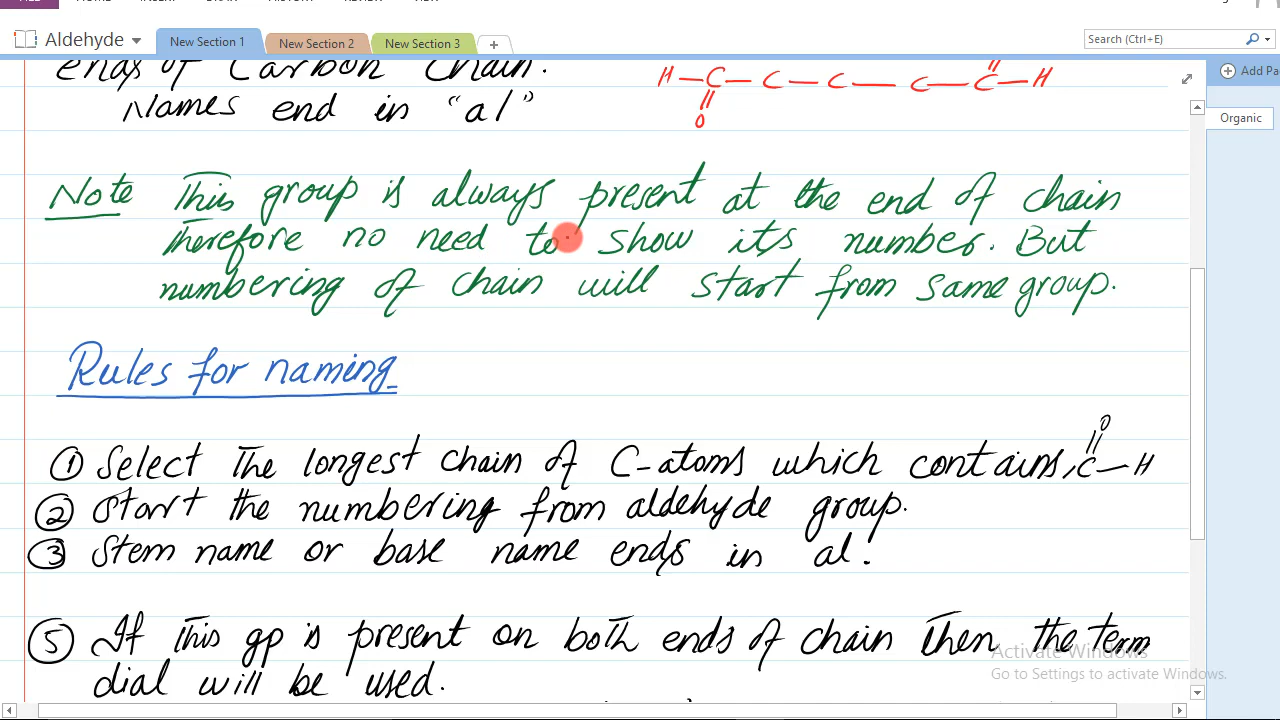 Aldehyde
New Section 1
New Section 2
New Section 3
+
Search (Ctrl+E)
Add Pa
Organic
ends of Carbon Chain.
Names end in "al"
H-C-C-C-C-C-H
O
Note This group is always present at the end of chain
Therefore no need to show its number. But
numbering of chain will start from same group.
Rules for naming
O
① Select The longest chain of C-atoms which contains, C-H
② Start the numbering from aldehyde group.
③ Stem name or base name ends in al.
⑤ If This gp is present on both ends of chain Then the term
dial will be used.
Activate Windows
Go to Settings to activate Windows.